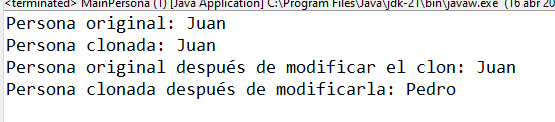 <terminated> MainPersona (1) [Java Application] C:\Program Files\Java\jdk-21\bin\javaw.exe (16 abr 20
Persona original: Juan
Persona clonada: Juan
Persona original después de modificar el clon: Juan
Persona clonada después de modificarla: Pedro